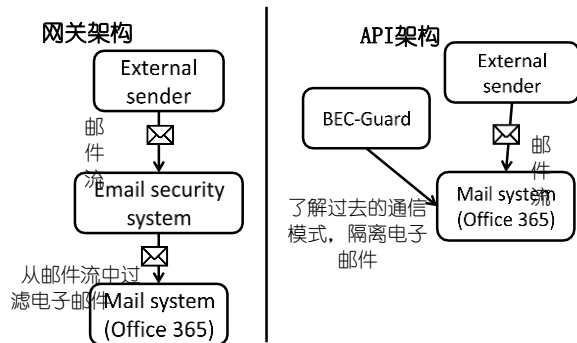 网关架构
External
sender
邮
件
流
Email security
system
从邮件流中过
滤电子邮件
Mail system
(Office 365)
API架构
External
sender
BEC-Guard
邮
件
流
Mail system
(Office 365)
了解过去的通信
模式，隔离电子
邮件